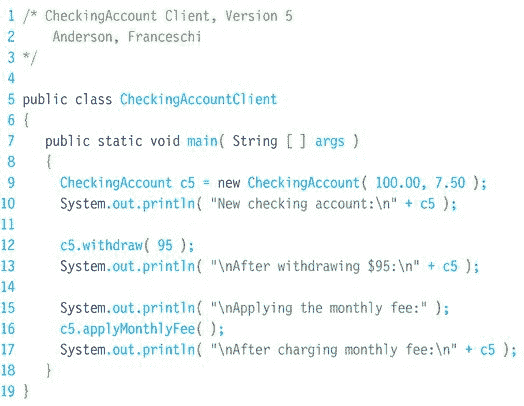 1 /* CheckingAccount Client, Version 5
2     Anderson, Franceschi
3 */
4
5 public class CheckingAccountClient
6 {
7    public static void main( String [ ] args )
8    {
9      CheckingAccount c5 = new CheckingAccount( 100.00, 7.50 );
10      System.out.println( "New checking account:\n" + c5 );
11
12      c5.withdraw( 95 );
13      System.out.println( "\nAfter withdrawing $95:\n" + c5 );
14
15      System.out.println( "\nApplying the monthly fee:" );
16      c5.applyMonthlyFee( );
17      System.out.println( "\nAfter charging monthly fee:\n" + c5 );
18    }
19 }